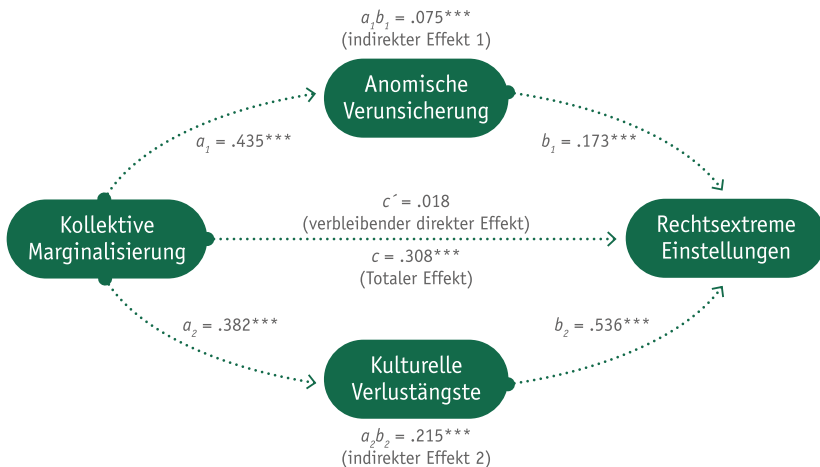 a₁b₁ = .075***
(indirekter Effekt 1)
Anomische
Verunsicherung
a₁ = .435***
b₁ = .173***
Kollektive
Marginalisierung
c´ = .018
(verbleibender direkter Effekt)
c = .308***
(Totaler Effekt)
Rechtsextreme
Einstellungen
a₂ = .382***
b₂ = .536***
Kulturelle
Verlustängste
a₂b₂ = .215***
(indirekter Effekt 2)